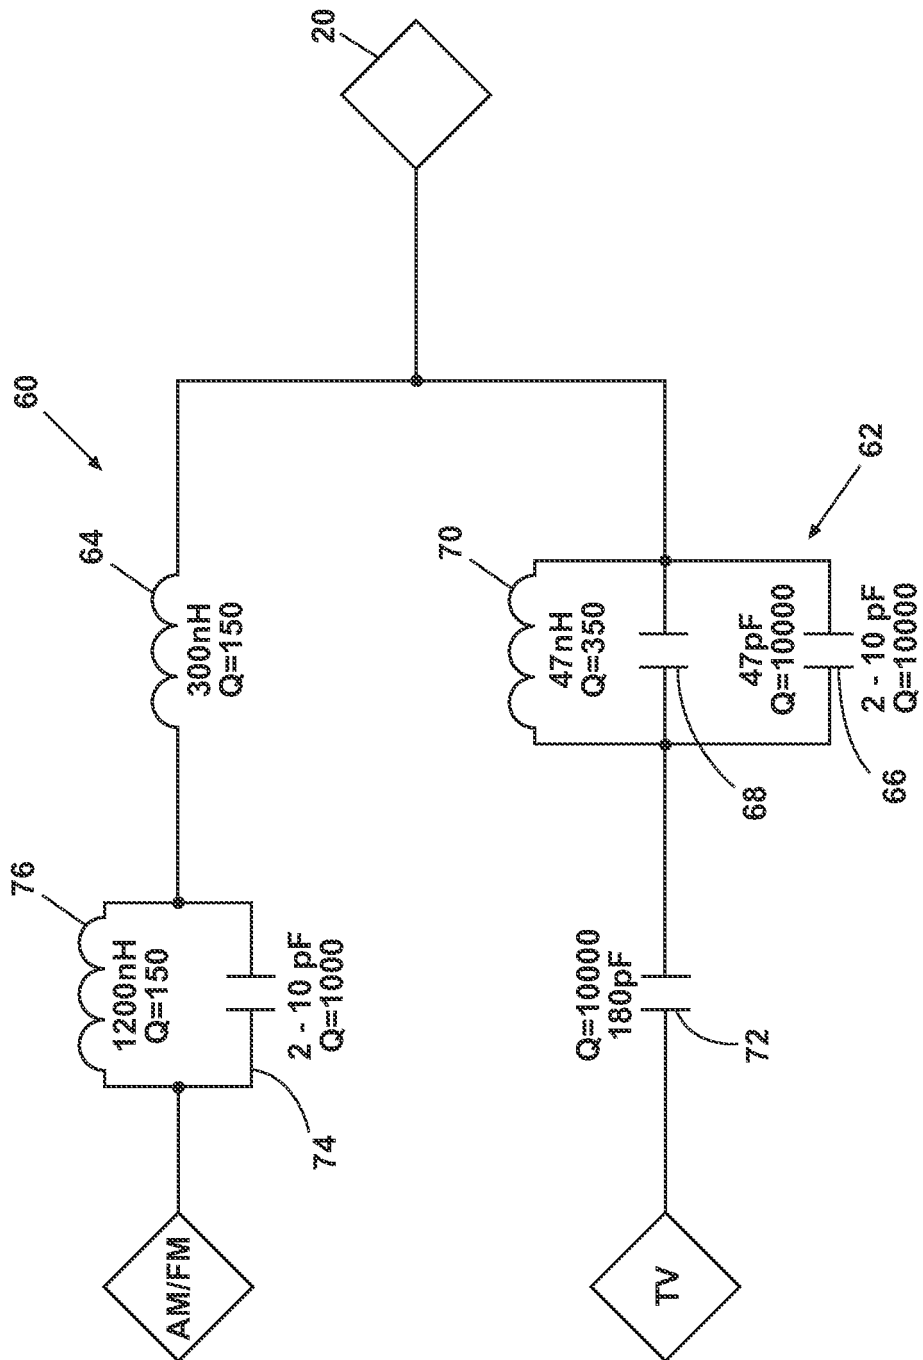 20
60
64
300nH
Q=150
76
1200nH
Q=150
2 - 10 pF
Q=1000
74
AM/FM
62
70
47nH
Q=350
47pF
Q=10000
2 - 10 pF
Q=10000
68
66
Q=10000
180pF
72
TV